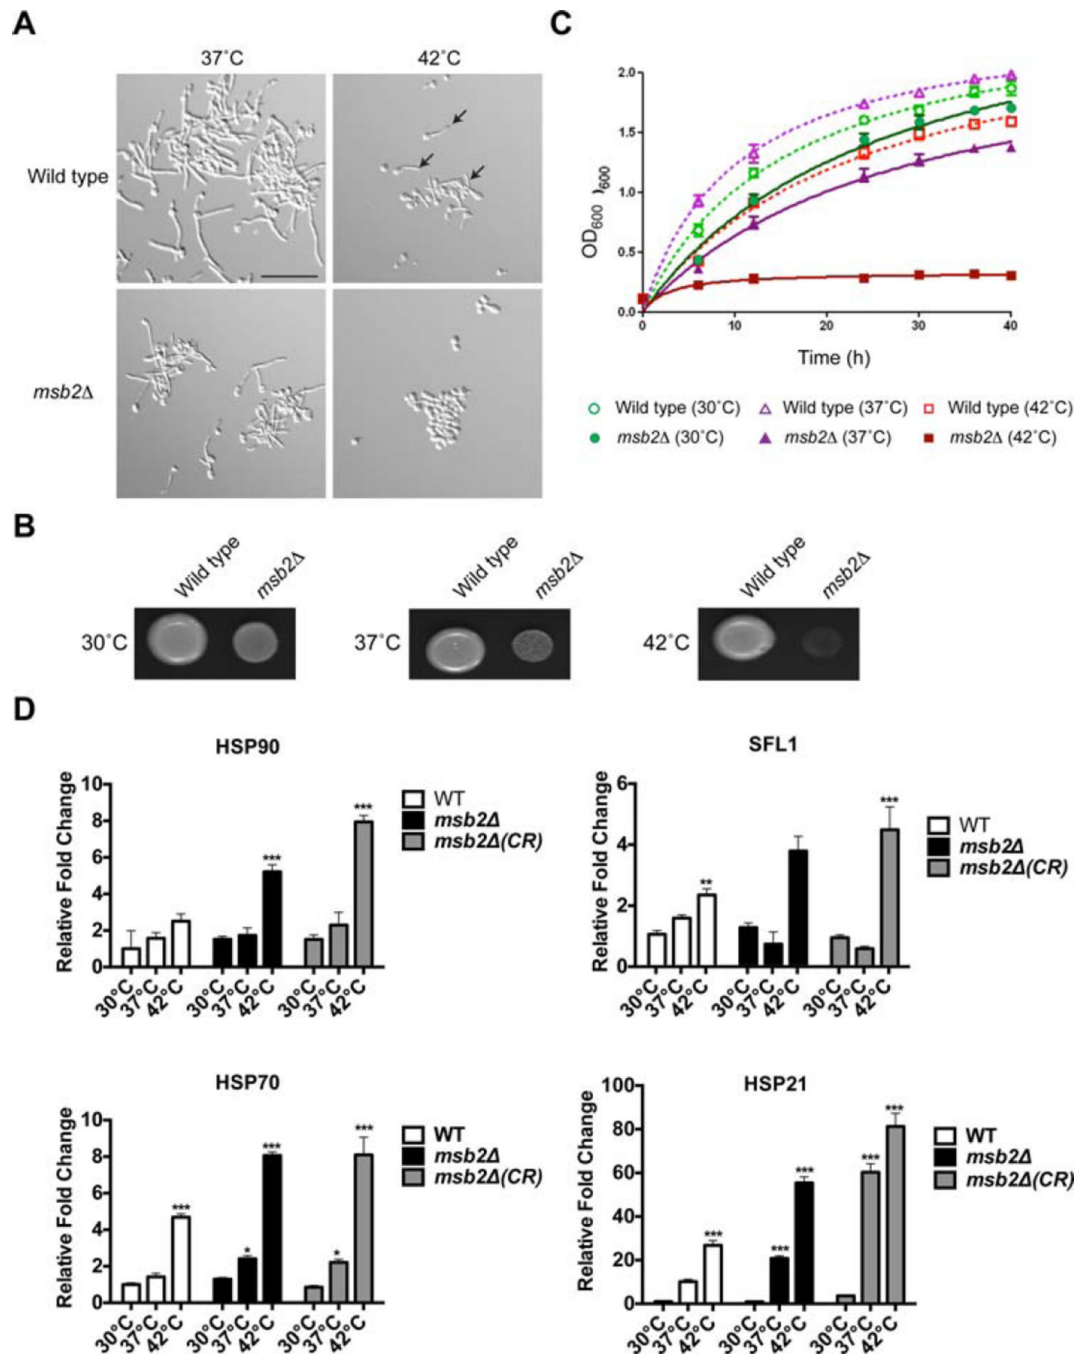 A
37˚C
42˚C
Wild type
msb2Δ
B
Wild type
msb2Δ
30˚C
Wild type
msb2Δ
37˚C
Wild type
msb2Δ
42˚C
C
OD600 )600
2.0
1.5
1.0
0.5
0.0
0 10 20 30 40
Time (h)
Wild type (30˚C) Wild type (37˚C) Wild type (42˚C)
msb2Δ (30˚C) msb2Δ (37˚C) msb2Δ (42˚C)
D
HSP90
Relative Fold Change
10
8
6
4
2
0
***
***
30°C 37°C 42°C 30°C 37°C 42°C 30°C 37°C 42°C
WT
msb2Δ
msb2Δ(CR)
SFL1
Relative Fold Change
6
4
2
0
**
***
30°C 37°C 42°C 30°C 37°C 42°C 30°C 37°C 42°C
WT
msb2Δ
msb2Δ(CR)
HSP70
Relative Fold Change
10
8
6
4
2
0
***
*
***
*
***
30°C 37°C 42°C 30°C 37°C 42°C 30°C 37°C 42°C
WT
msb2Δ
msb2Δ(CR)
HSP21
Relative Fold Change
100
80
60
40
20
0
***
***
***
***
***
30°C 37°C 42°C 30°C 37°C 42°C 30°C 37°C 42°C
WT
msb2Δ
msb2Δ(CR)